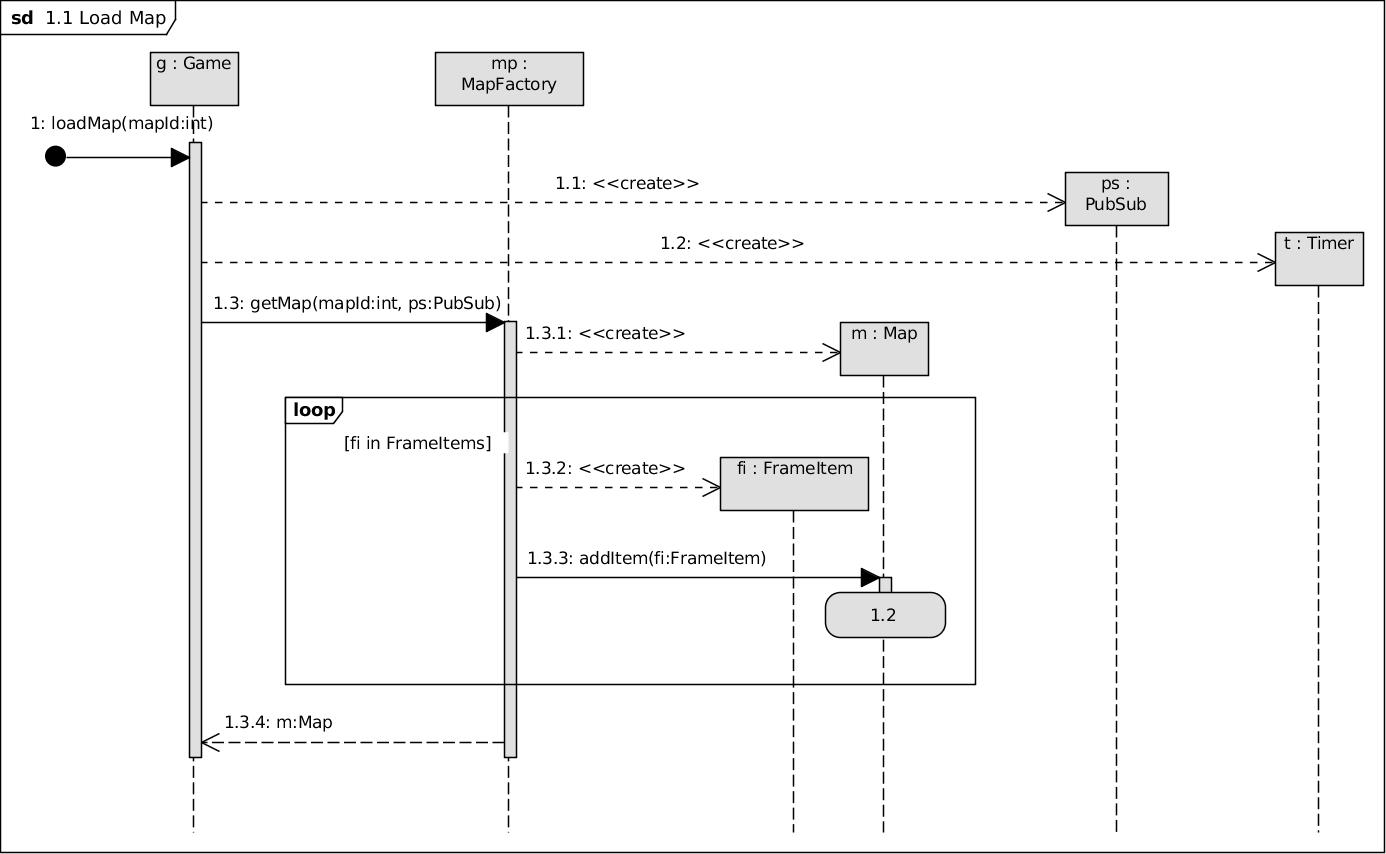 sd 1.1 Load Map
g : Game
mp :
MapFactory
1: loadMap(mapId:int)
1.1: <<create>>
ps :
PubSub
1.2: <<create>>
t : Timer
1.3: getMap(mapId:int, ps:PubSub)
1.3.1: <<create>>
m : Map
loop
[fi in FrameItems]
1.3.2: <<create>>
fi : FrameItem
1.3.3: addItem(fi:FrameItem)
1.2
1.3.4: m:Map